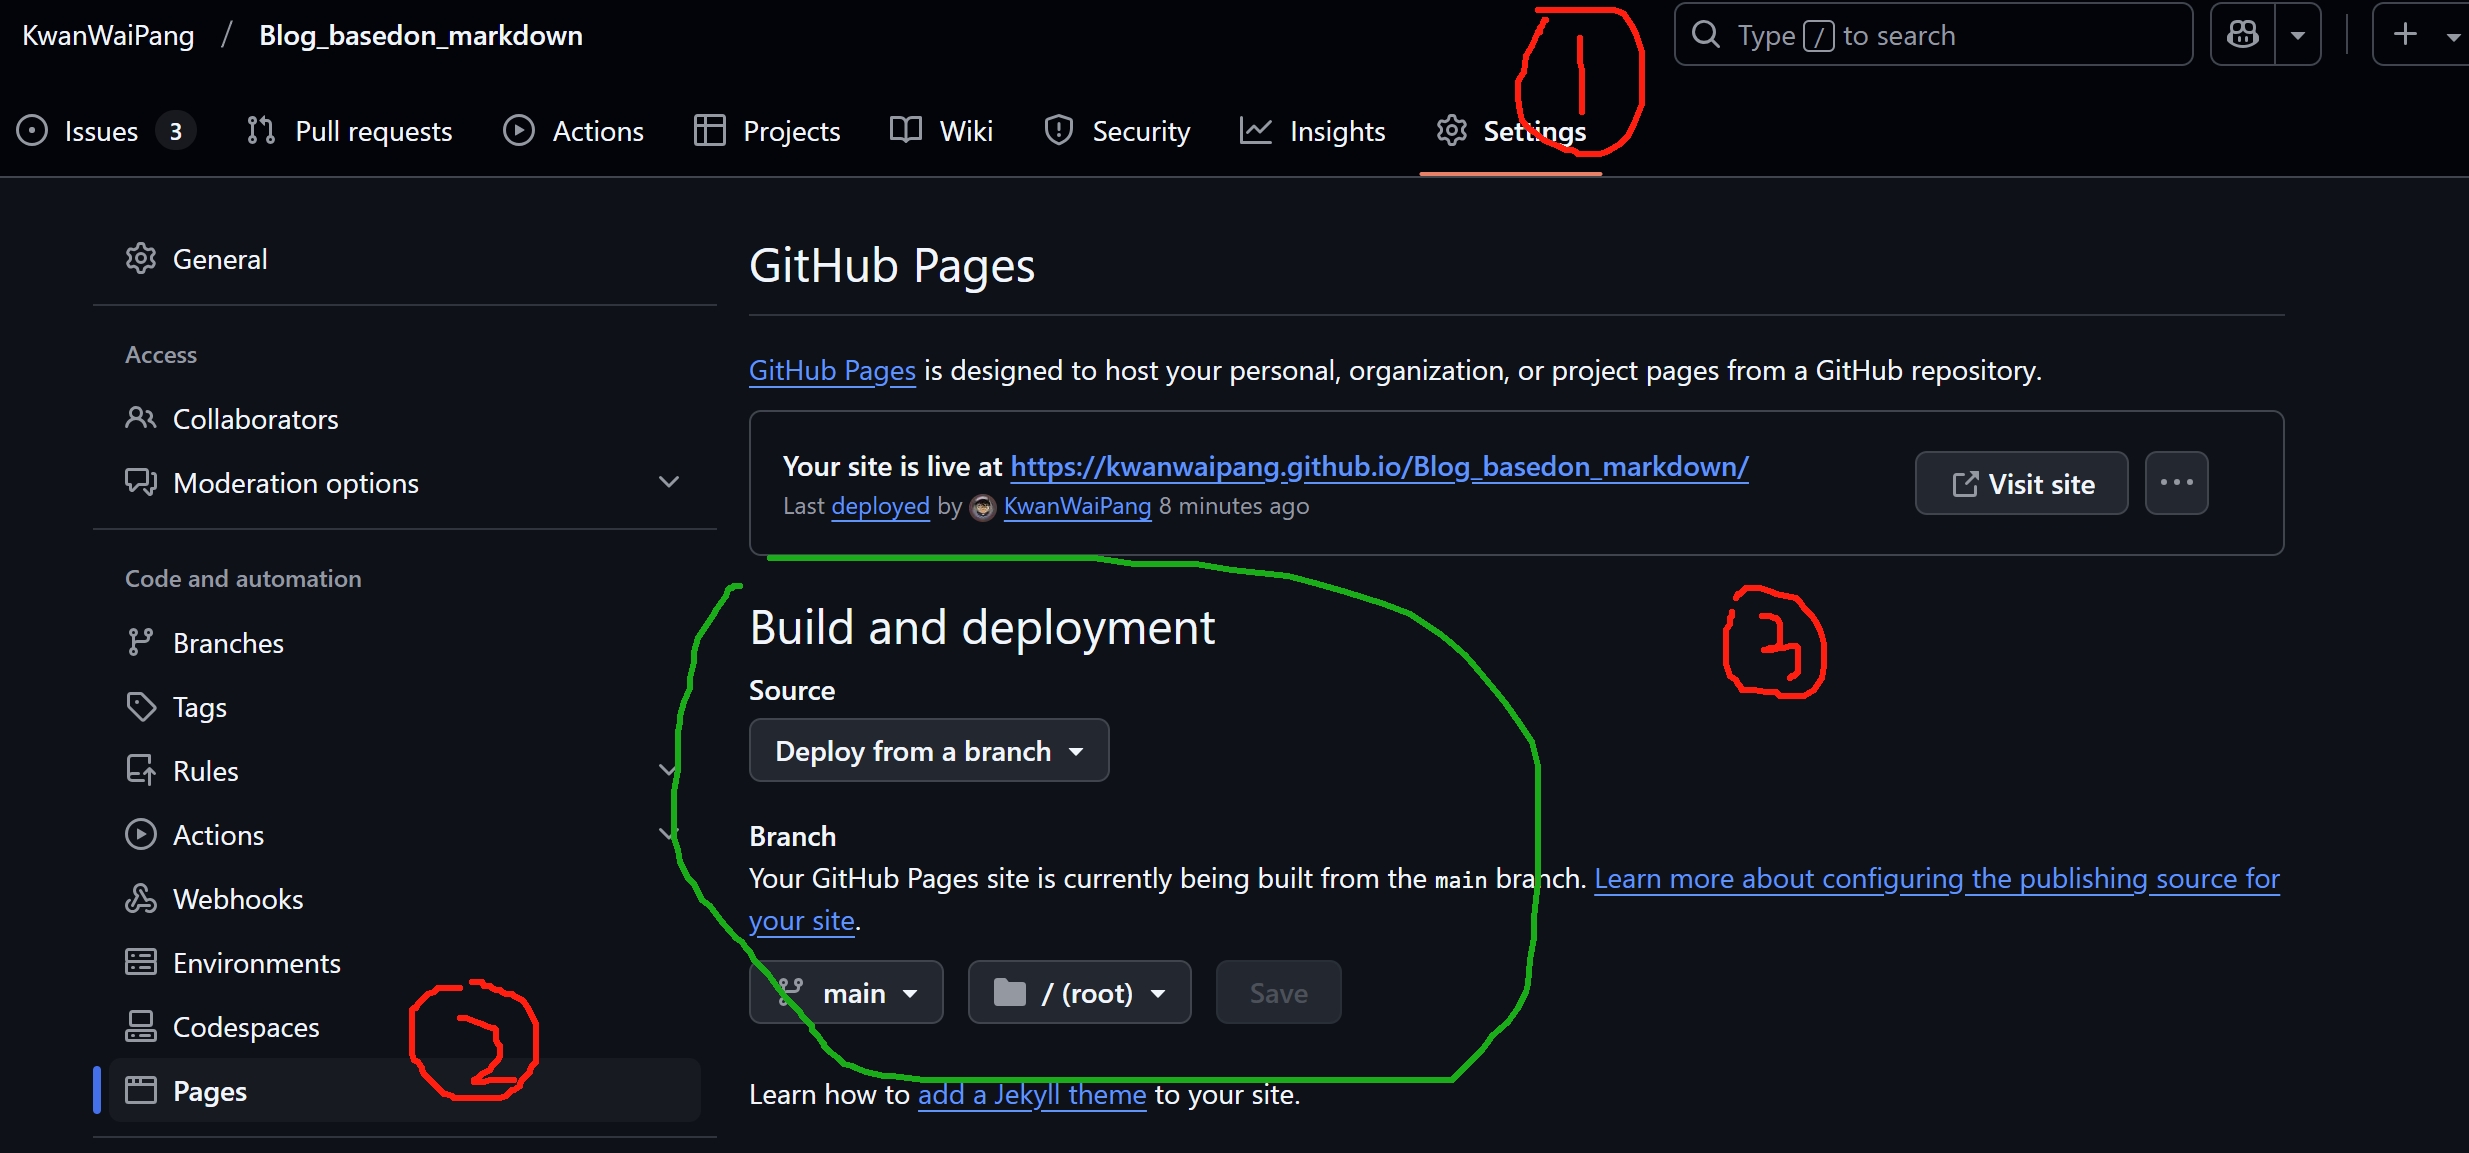 KwanWaiPang / Blog_basedon_markdown
Type / to search
Issues 3 Pull requests Actions Projects Wiki Security Insights Settings
1
General
Access
Collaborators
Moderation options
Code and automation
Branches
Tags
Rules
Actions
Webhooks
Environments
Codespaces
Pages
2
GitHub Pages
GitHub Pages is designed to host your personal, organization, or project pages from a GitHub repository.
Your site is live at https://kwanwaipang.github.io/Blog_basedon_markdown/
Last deployed by KwanWaiPang 8 minutes ago
Visit site
3
Build and deployment
Source
Deploy from a branch
Branch
Your GitHub Pages site is currently being built from the main branch. Learn more about configuring the publishing source for
your site.
main / (root) Save
Learn how to add a Jekyll theme to your site.